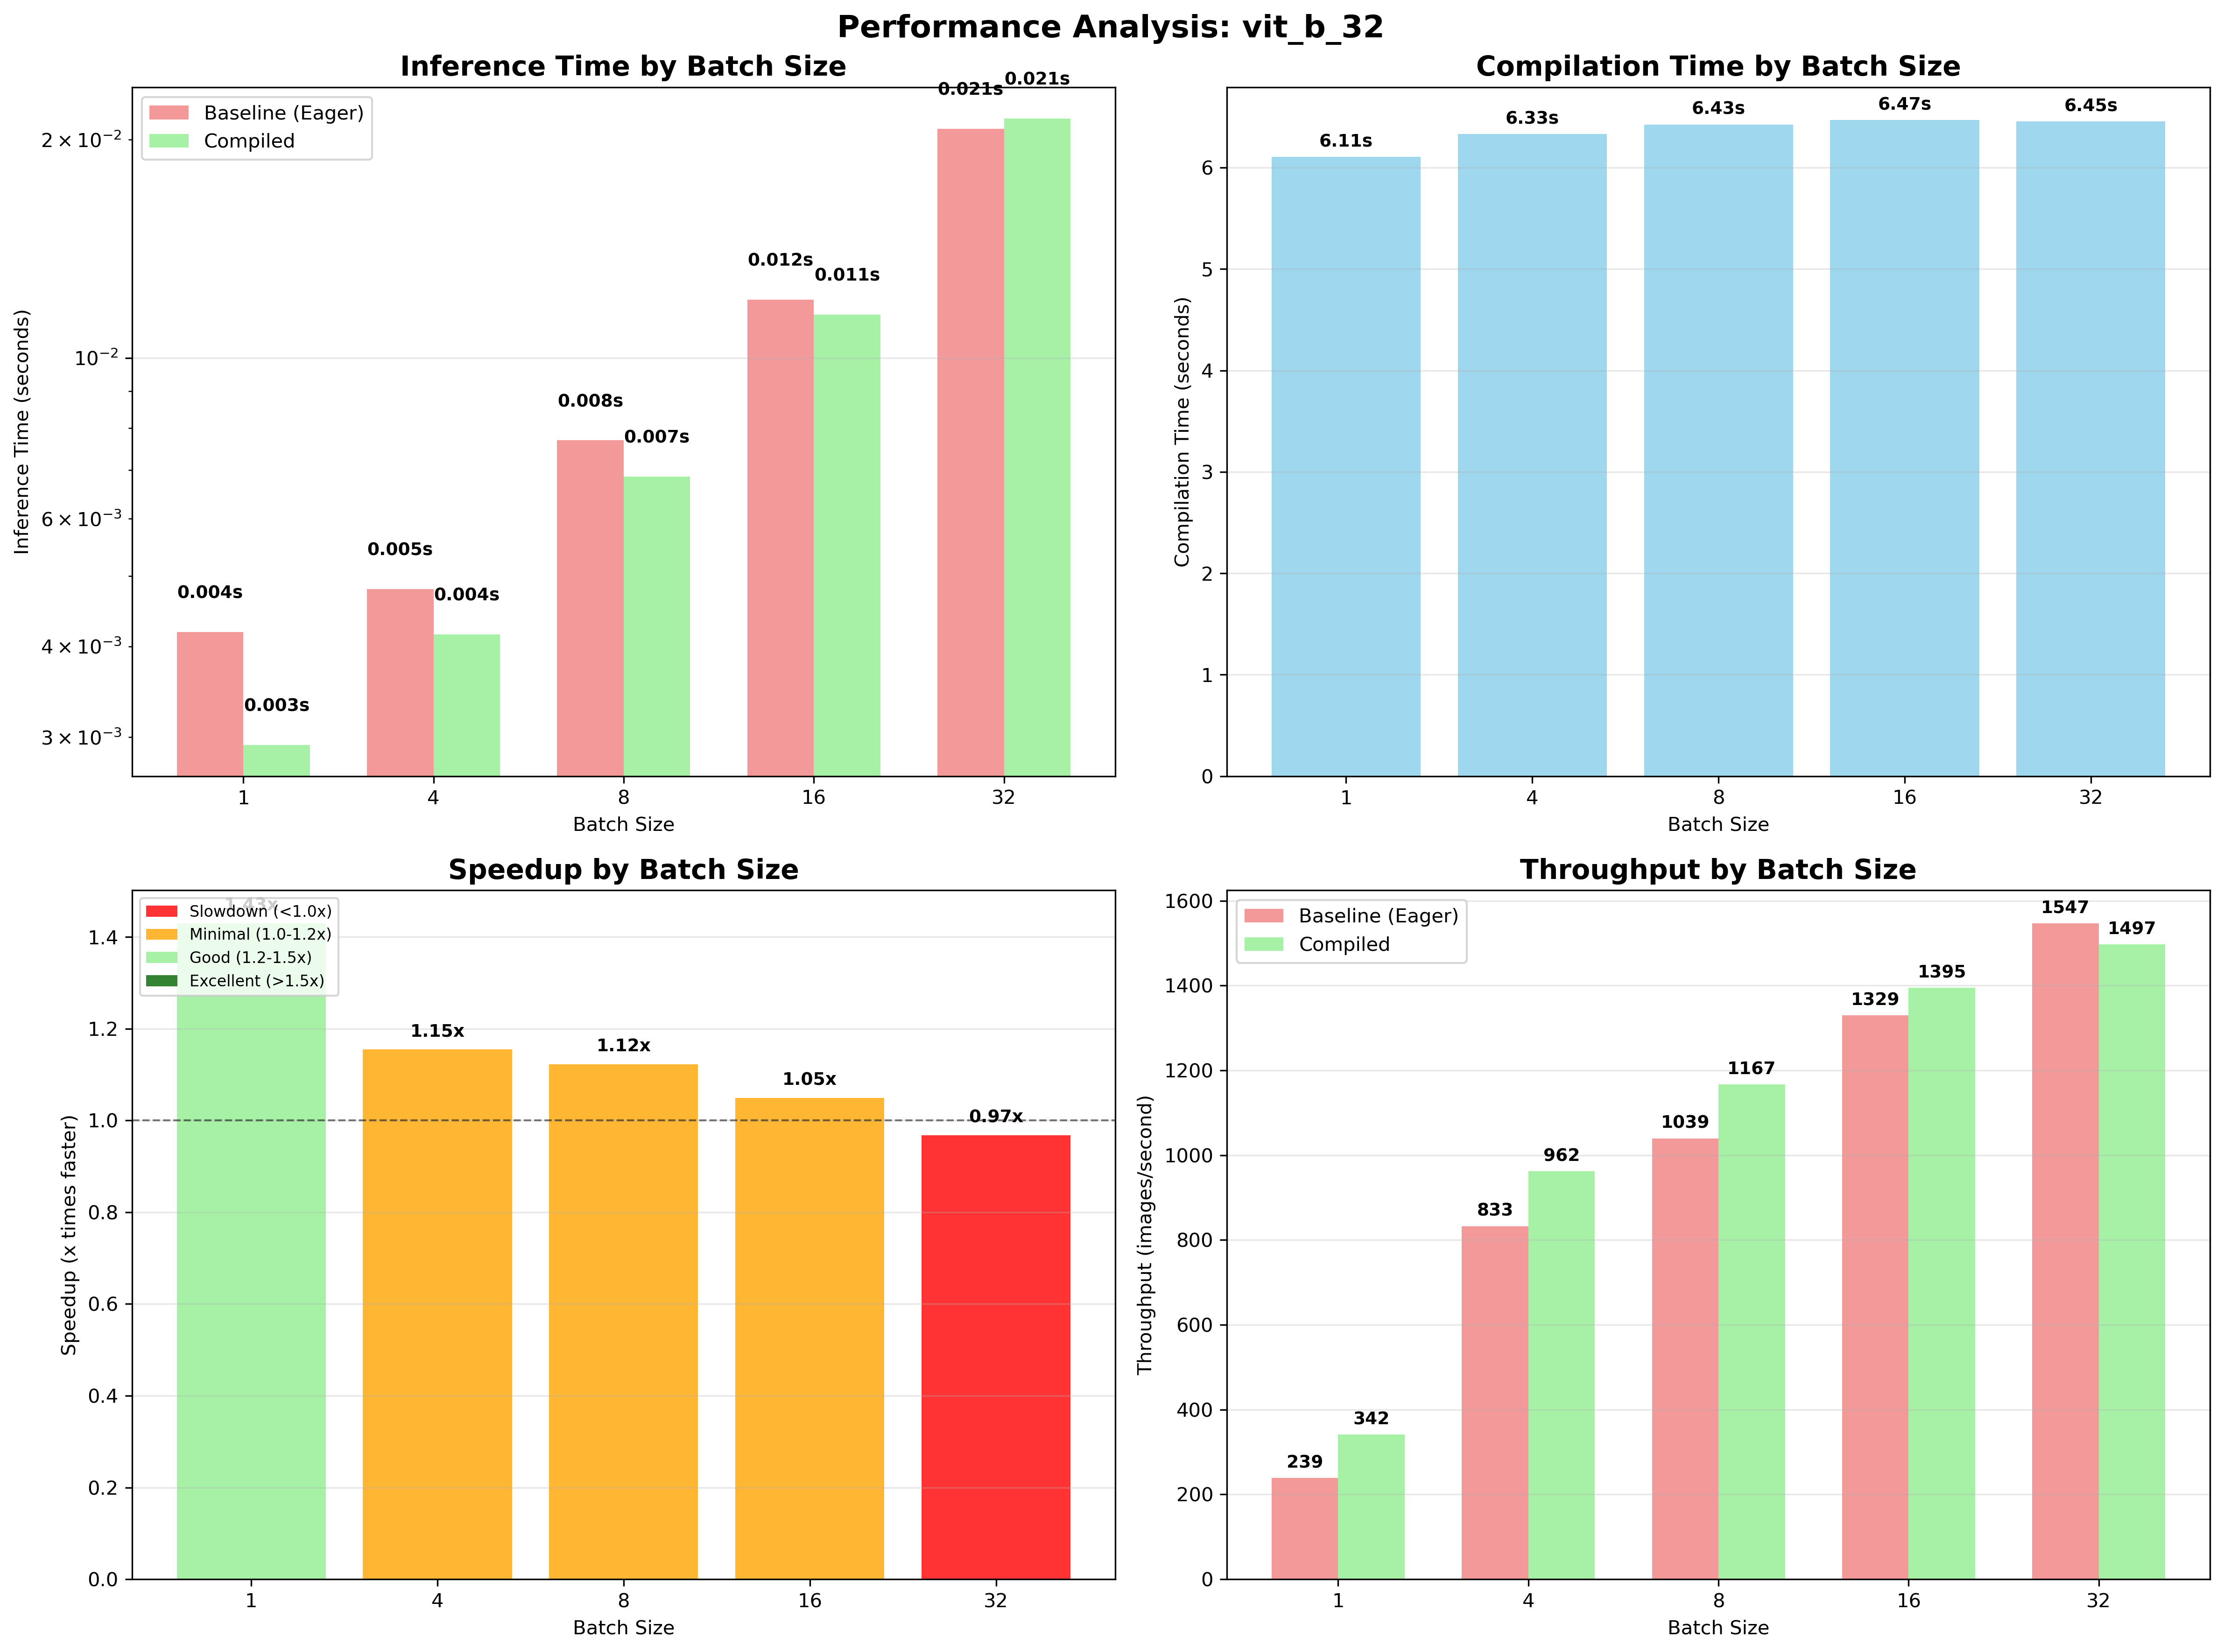 Performance Analysis: vit_b_32
Inference Time by Batch Size
Baseline (Eager)
Compiled
Inference Time (seconds)
2 × 10⁻²
10⁻²
6 × 10⁻³
4 × 10⁻³
3 × 10⁻³
0.004s
0.003s
0.005s
0.004s
0.008s
0.007s
0.012s
0.011s
0.021s
0.021s
1 4 8 16 32
Batch Size
Compilation Time by Batch Size
Compilation Time (seconds)
6
5
4
3
2
1
0
6.11s
6.33s
6.43s
6.47s
6.45s
1 4 8 16 32
Batch Size
Speedup by Batch Size
Slowdown (<1.0x)
Minimal (1.0-1.2x)
Good (1.2-1.5x)
Excellent (>1.5x)
Speedup (x times faster)
1.4
1.2
1.0
0.8
0.6
0.4
0.2
0.0
1.43x
1.15x
1.12x
1.05x
0.97x
1 4 8 16 32
Batch Size
Throughput by Batch Size
Baseline (Eager)
Compiled
Throughput (images/second)
1600
1400
1200
1000
800
600
400
200
0
239
342
833
962
1039
1167
1329
1395
1547
1497
1 4 8 16 32
Batch Size